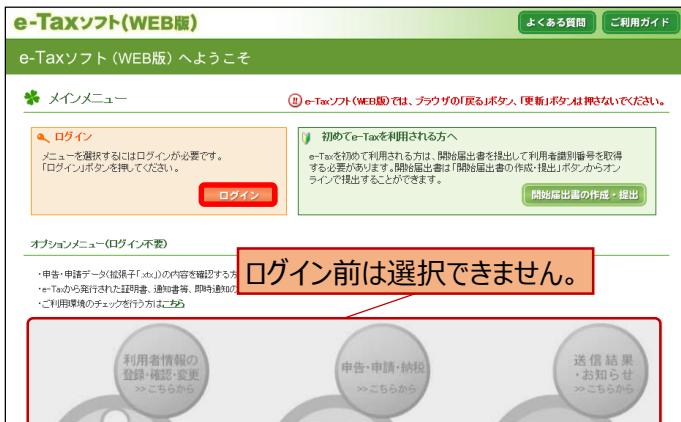 e-Taxソフト(WEB版)
よくある質問
ご利用ガイド
e-Taxソフト(WEB版)へようこそ
メインメニュー
e-Taxソフト(WEB版)では、ブラウザの「戻る」ボタン、「更新」ボタンは押さないでください。
ログイン
メニューを選択するにはログインが必要です。
「ログイン」ボタンを押してください。
ログイン
初めてe-Taxを利用される方へ
e-Taxを初めて利用される方は、開始届出書を提出して利用者識別番号を取得
する必要があります。開始届出書は「開始届出書の作成・提出」ボタンからオン
ラインで提出することができます。
開始届出書の作成・提出
オプションメニュー(ログイン不要)
・申告・申請データ(拡張子「.xtx」)の内容を確認する方
・e-Taxから発行された証明書、通知書等、即時通知の
・ご利用環境のチェックを行う方はこちら
ログイン前は選択できません。
利用者情報の
登録・確認・変更
>>こちらから
申告・申請・納税
>>こちらから
送信結果
・お知らせ
>>こちらから